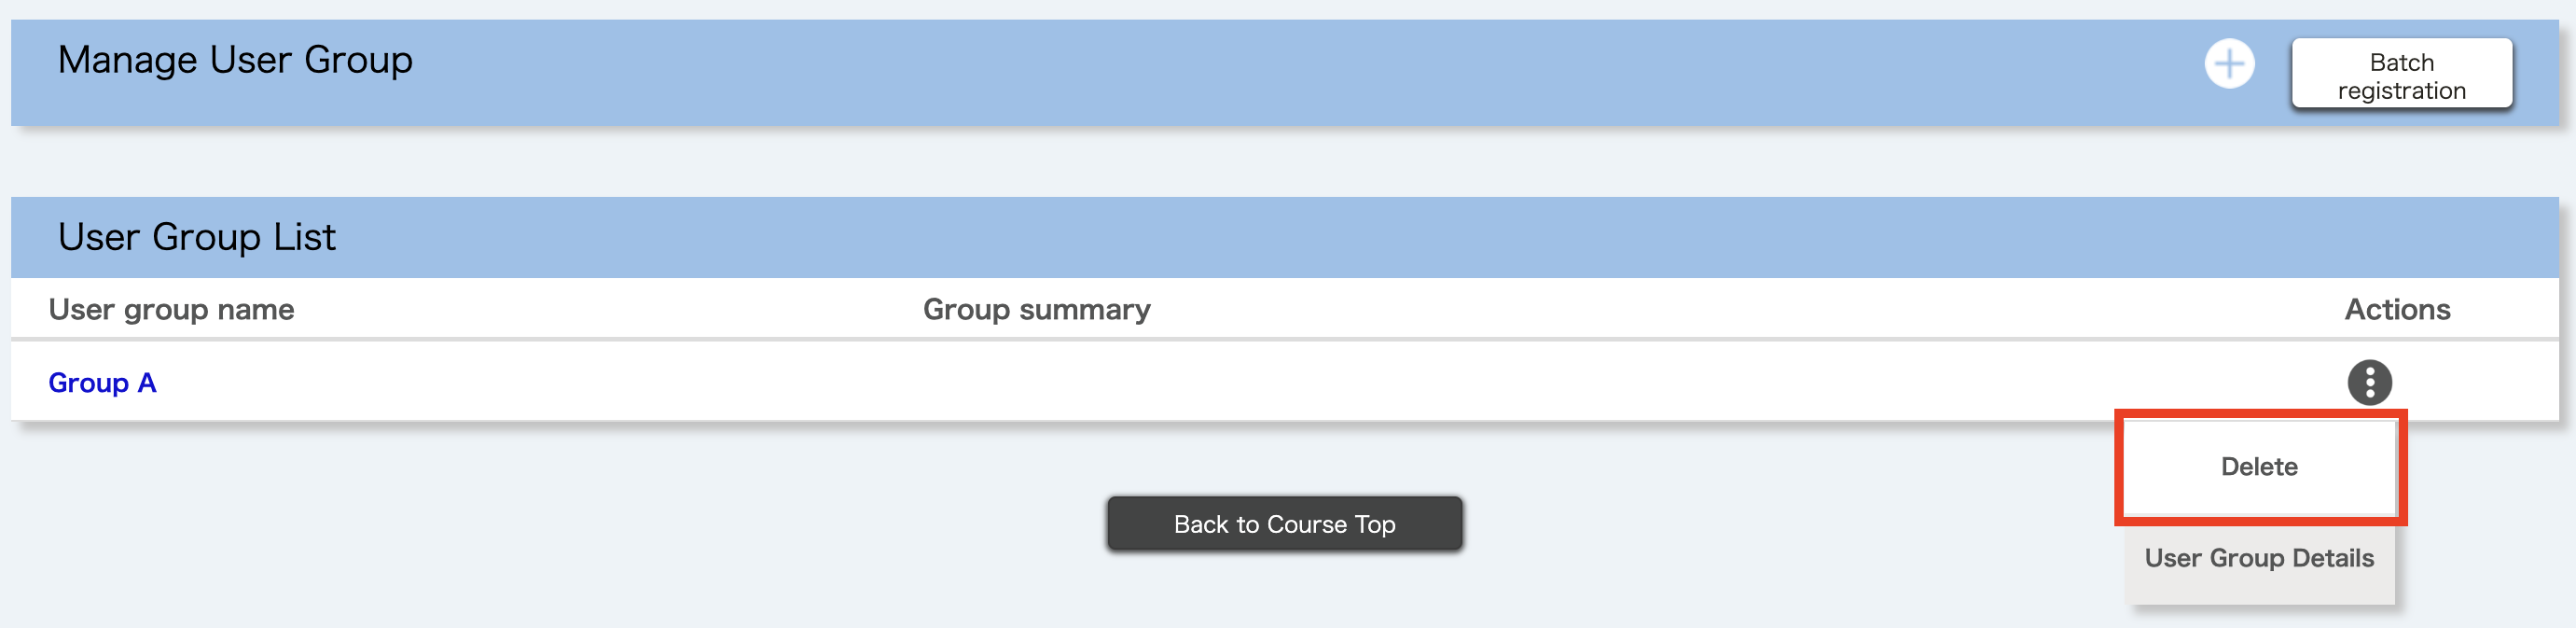 Manage User Group
Batch
registration
User Group List
User group name Group summary Actions
Group A
Delete
Back to Course Top
User Group Details